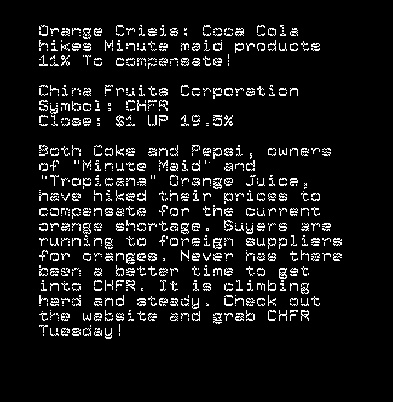 Orange Crisis: Coca Cola
hikes Minute maid products
11% To compensate!
China Fruits Corporation
Symbol: CHFR
Close: $1 UP 19.5%
Both Coke and Pepsi, owners
of "Minute Maid" and
"Tropicana" Orange Juice,
have hiked their prices to
compensate for the current
orange shortage. Buyers are
running to foreign suppliers
for oranges. Never has there
been a better time to get
into CHFR. It is climbing
hard and steady. Check out
the website and grab CHFR
Tuesday!